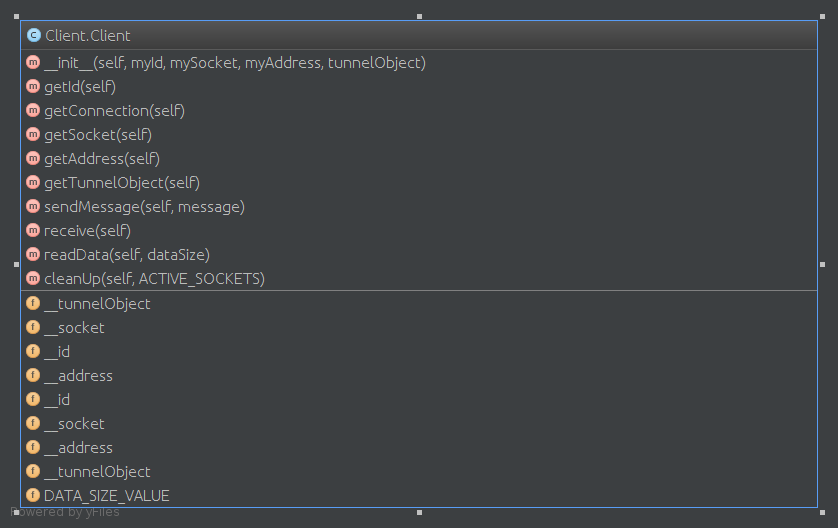 C Client.Client
m __init__(self, myId, mySocket, myAddress, tunnelObject)
m getId(self)
m getConnection(self)
m getSocket(self)
m getAddress(self)
m getTunnelObject(self)
m sendMessage(self, message)
m receive(self)
m readData(self, dataSize)
m cleanUp(self, ACTIVE_SOCKETS)
f __tunnelObject
f __socket
f __id
f __address
f __id
f __socket
f __address
f __tunnelObject
f DATA_SIZE_VALUE
Powered by yFiles